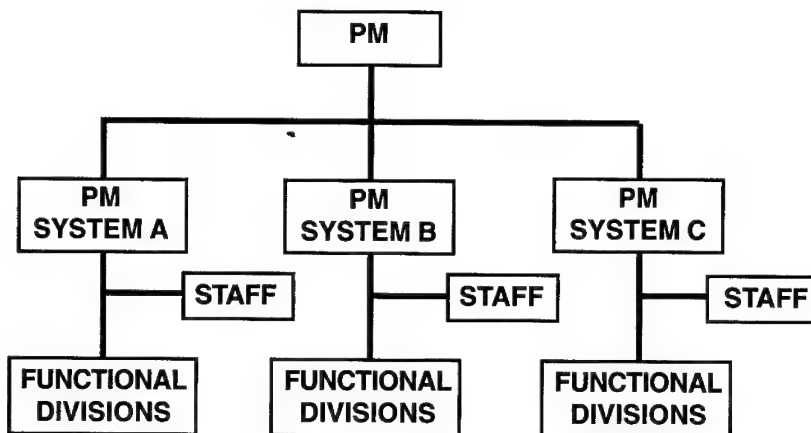 PM
PM
SYSTEM A
PM
SYSTEM B
PM
SYSTEM C
STAFF
STAFF
STAFF
FUNCTIONAL
DIVISIONS
FUNCTIONAL
DIVISIONS
FUNCTIONAL
DIVISIONS